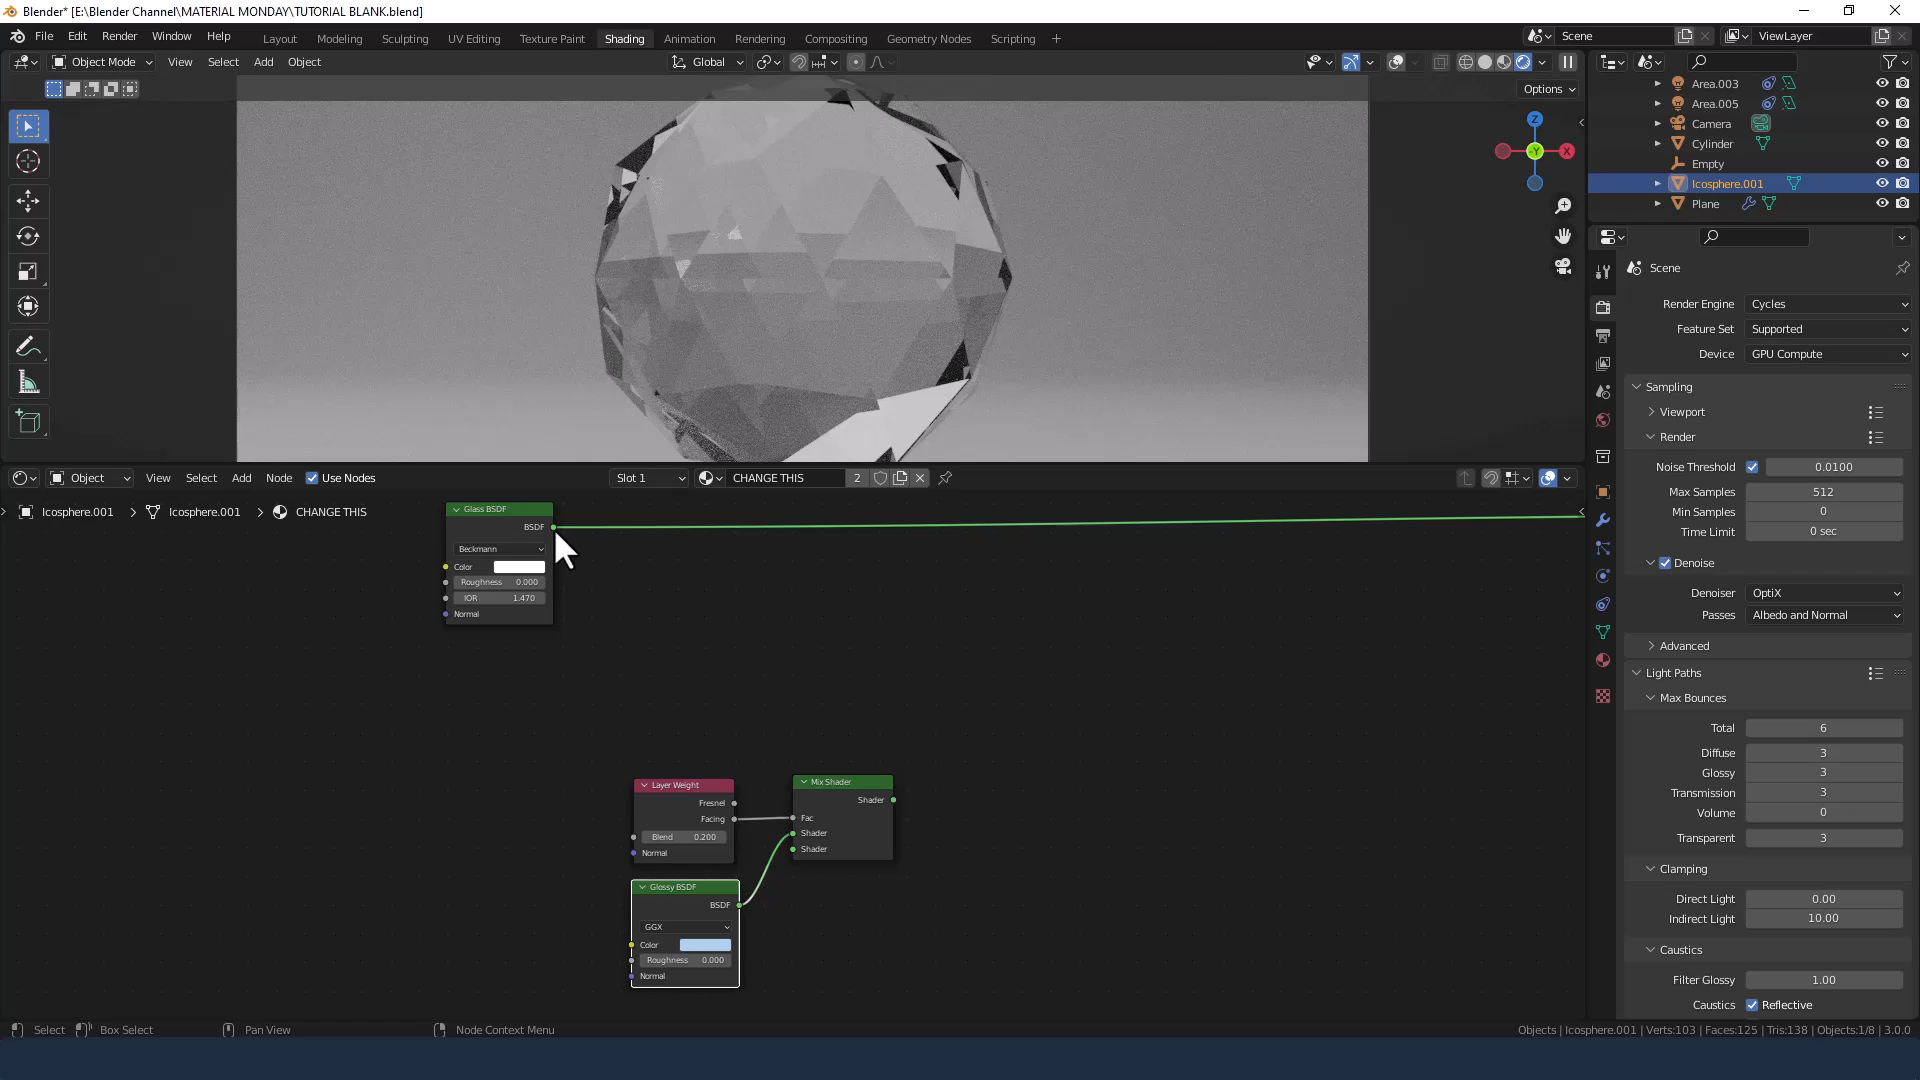 Blender* [E:\Blender Channel\MATERIAL MONDAY\TUTORIAL BLANK.blend]
File Edit Render Window Help Layout Modeling Sculpting UV Editing Texture Paint Shading Animation Rendering Compositing Geometry Nodes Scripting + Scene ViewLayer
Object Mode View Select Add Object Global
Options
Z
-Y X
Area.003
Area.005
Camera
Cylinder
Empty
Icosphere.001
Plane
Scene
Render Engine Cycles
Feature Set Supported
Device GPU Compute
Sampling
Viewport
Render
Noise Threshold 0.0100
Max Samples 512
Min Samples 0
Time Limit 0 sec
Denoise
Denoiser OptiX
Passes Albedo and Normal
Advanced
Light Paths
Max Bounces
Total 6
Diffuse 3
Glossy 3
Transmission 3
Volume 0
Transparent 3
Clamping
Direct Light 0.00
Indirect Light 10.00
Caustics
Filter Glossy 1.00
Caustics Reflective
Object View Select Add Node Use Nodes Slot 1 CHANGE THIS 2
Icosphere.001 > Icosphere.001 > CHANGE THIS
Glass BSDF
BSDF
Beckmann
Color
Roughness 0.000
IOR 1.470
Normal
Layer Weight
Fresnel
Facing
Blend 0.200
Normal
Mix Shader
Shader
Fac
Shader
Shader
Glossy BSDF
BSDF
GGX
Color
Roughness 0.000
Normal
Select Box Select Pan View Node Context Menu Objects | Icosphere.001 | Verts:103 | Faces:125 | Tris:138 | Objects:1/8 | 3.0.0